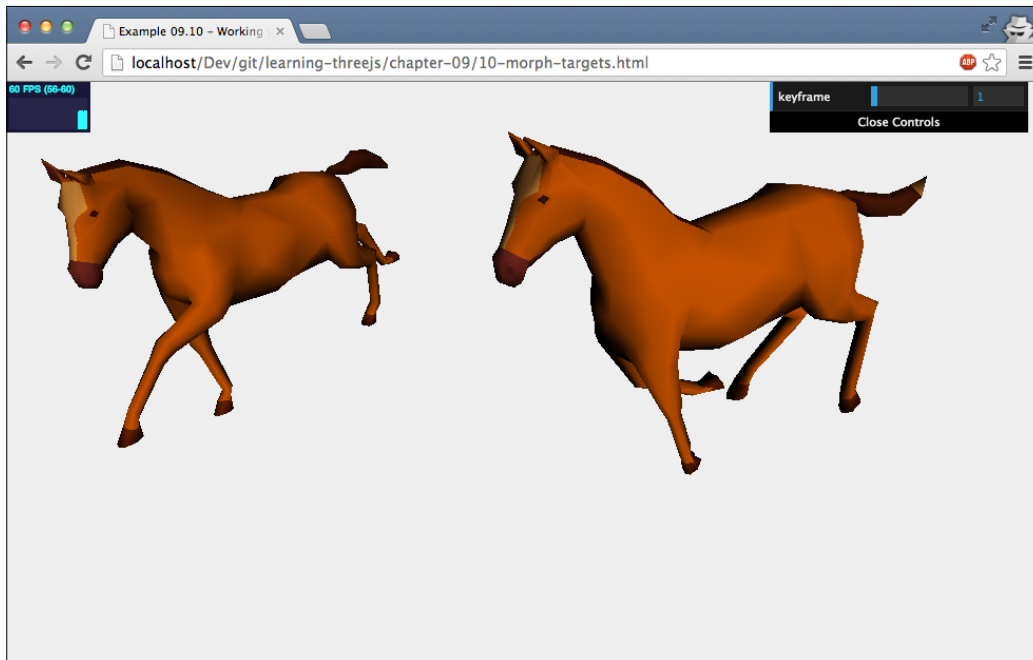 Example 09.10 – Working
localhost/Dev/git/learning-threejs/chapter-09/10-morph-targets.html
ABP
60 FPS (56-60)
keyframe 1
Close Controls